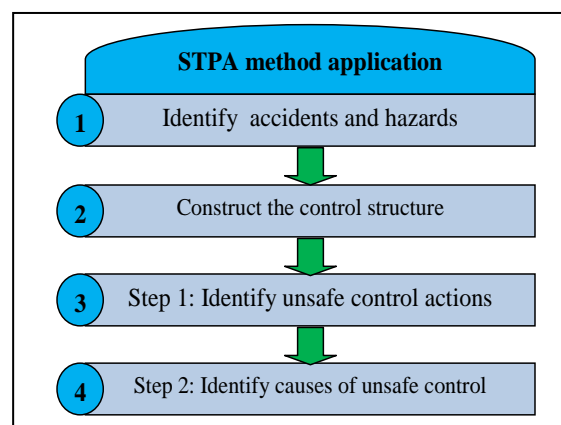 STPA method application
1 Identify accidents and hazards
2 Construct the control structure
3 Step 1: Identify unsafe control actions
4 Step 2: Identify causes of unsafe control